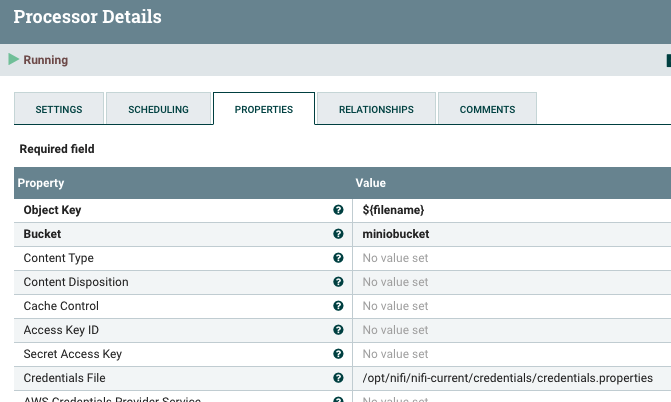 Processor Details
Running
SETTINGS SCHEDULING PROPERTIES RELATIONSHIPS COMMENTS
Required field
Property Value
Object Key ? ${filename}
Bucket ? miniobucket
Content Type ? No value set
Content Disposition ? No value set
Cache Control ? No value set
Access Key ID ? No value set
Secret Access Key ? No value set
Credentials File ? /opt/nifi/nifi-current/credentials/credentials.properties
AWS Credentials Provider Service ? No value set